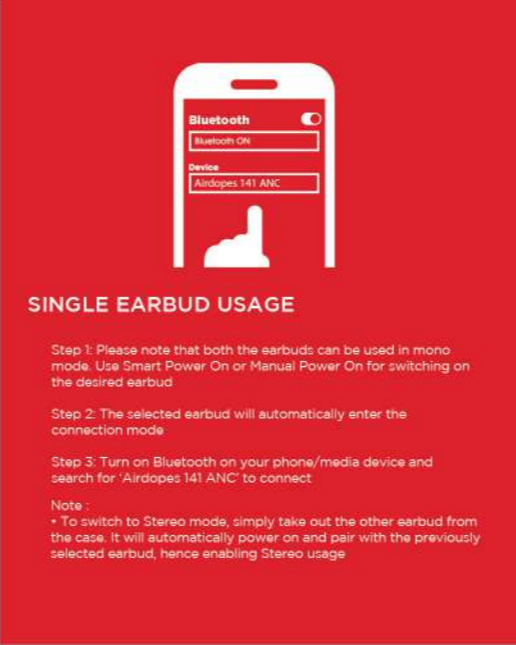 Bluetooth
Bluetooth ON
Device
Airdopes 141 ANC
SINGLE EARBUD USAGE
Step 1: Please note that both the earbuds can be used in mono
mode. Use Smart Power On or Manual Power On for switching on
the desired earbud
Step 2: The selected earbud will automatically enter the
connection mode
Step 3: Turn on Bluetooth on your phone/media device and
search for 'Airdopes 141 ANC' to connect
Note :
• To switch to Stereo mode, simply take out the other earbud from
the case. It will automatically power on and pair with the previously
selected earbud, hence enabling Stereo usage